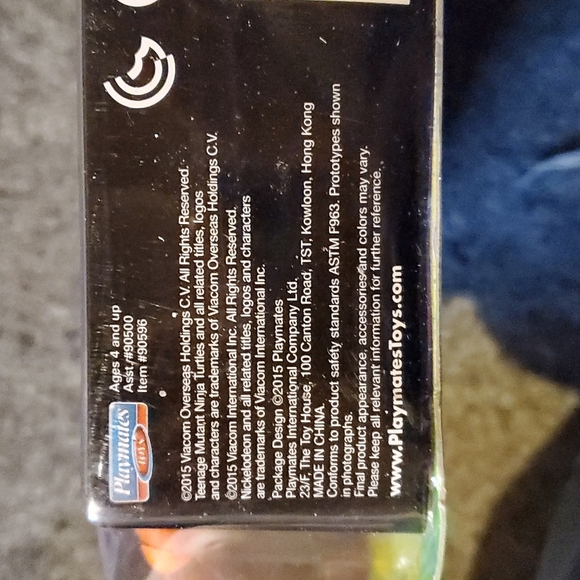 Playmates
TOYS
Ages 4 and up
Asst.#90500
Item #90596
©2015 Viacom Overseas Holdings C.V. All Rights Reserved.
Teenage Mutant Ninja Turtles and all related titles, logos
and characters are trademarks of Viacom Overseas Holdings C.V.
©2015 Viacom International Inc. All Rights Reserved.
Nickelodeon and all related titles, logos and characters
are trademarks of Viacom International Inc.
Package Design ©2015 Playmates
Playmates International Company Ltd.
23/F, The Toy House, 100 Canton Road, TST, Kowloon, Hong Kong
MADE IN CHINA
Conforms to product safety standards ASTM F963. Prototypes shown
in photographs.
Final product appearance, accessories and colors may vary.
Please keep all relevant information for further reference.
www.PlaymatesToys.com